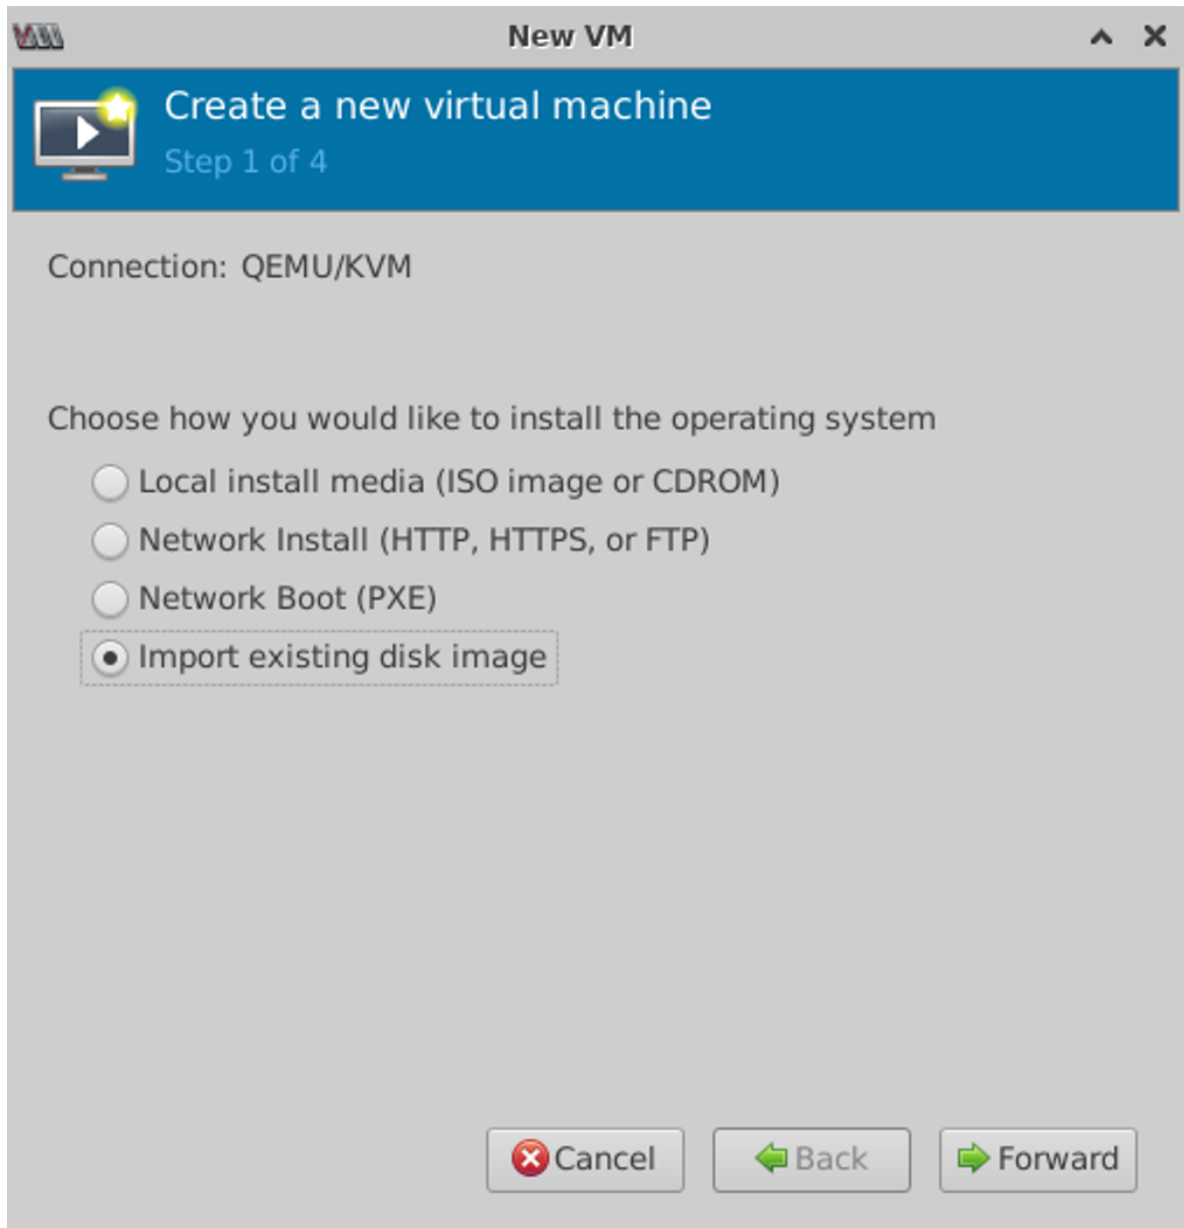 New VM
Create a new virtual machine
Step 1 of 4
Connection: QEMU/KVM
Choose how you would like to install the operating system
Local install media (ISO image or CDROM)
Network Install (HTTP, HTTPS, or FTP)
Network Boot (PXE)
Import existing disk image
Cancel Back Forward